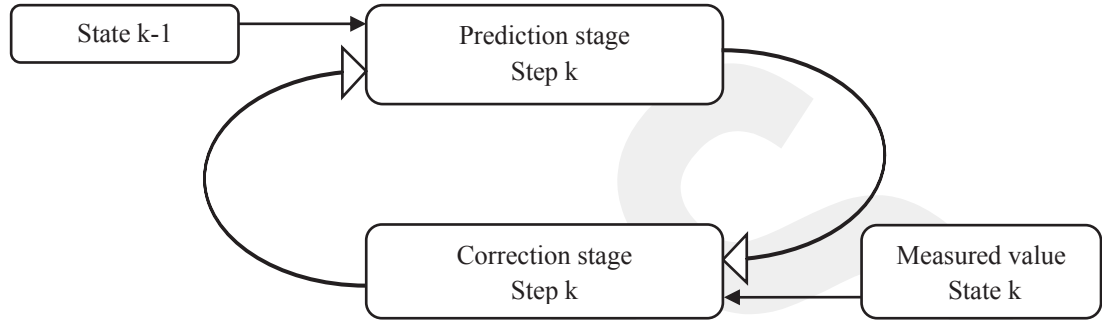 State k-1
Prediction stage
Step k
Correction stage
Step k
Measured value
State k